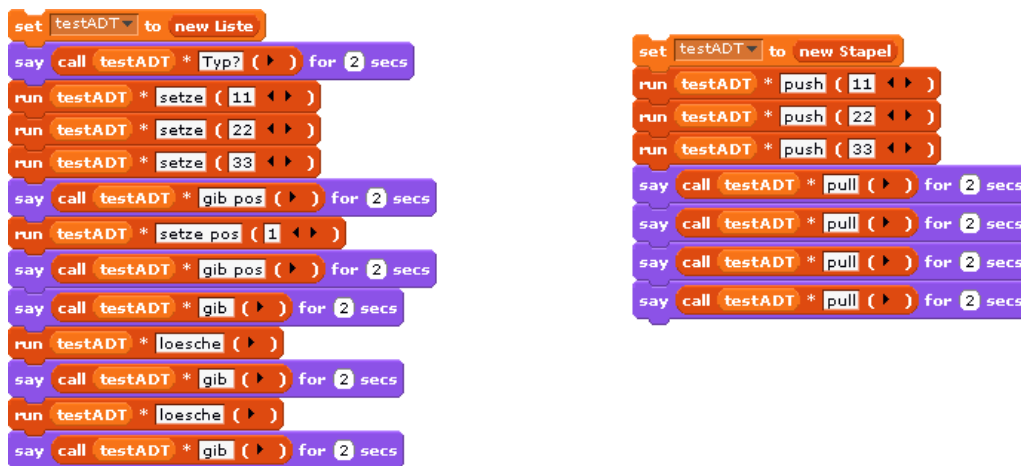 set testADT to new Liste
say call testADT * Typ? ( ) for 2 secs
run testADT * setze ( 11 )
run testADT * setze ( 22 )
run testADT * setze ( 33 )
say call testADT * gib pos ( ) for 2 secs
run testADT * setze pos ( 1 )
say call testADT * gib pos ( ) for 2 secs
say call testADT * gib ( ) for 2 secs
run testADT * loesche ( )
say call testADT * gib ( ) for 2 secs
run testADT * loesche ( )
say call testADT * gib ( ) for 2 secs
set testADT to new Stapel
run testADT * push ( 11 )
run testADT * push ( 22 )
run testADT * push ( 33 )
say call testADT * pull ( ) for 2 secs
say call testADT * pull ( ) for 2 secs
say call testADT * pull ( ) for 2 secs
say call testADT * pull ( ) for 2 secs